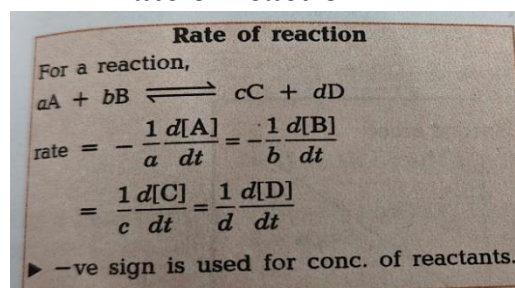 Rate of reaction
For a reaction,
aA + bB ⇌ cC + dD
rate = − 1/a d[A]/dt = − 1/b d[B]/dt
= 1/c d[C]/dt = 1/d d[D]/dt
▶ −ve sign is used for conc. of reactants.